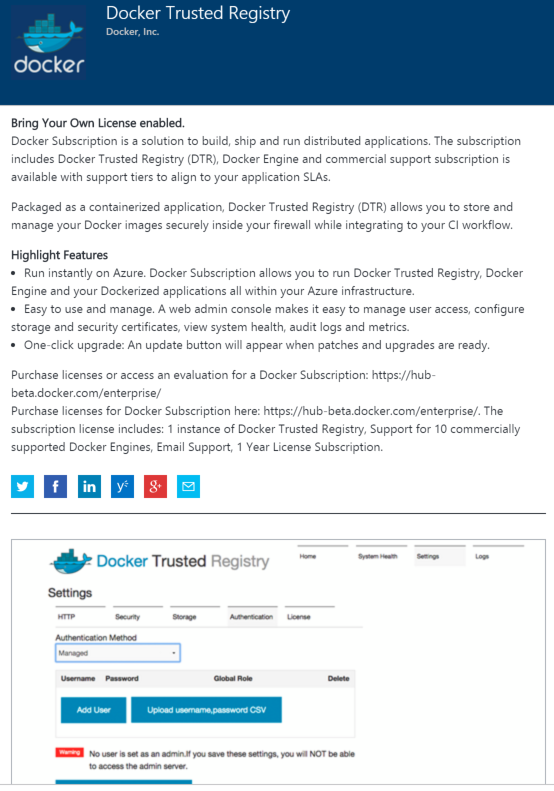 Docker Trusted Registry
Docker, Inc.
docker
Bring Your Own License enabled.
Docker Subscription is a solution to build, ship and run distributed applications. The subscription
includes Docker Trusted Registry (DTR), Docker Engine and commercial support subscription is
available with support tiers to align to your application SLAs.
Packaged as a containerized application, Docker Trusted Registry (DTR) allows you to store and
manage your Docker images securely inside your firewall while integrating to your CI workflow.
Highlight Features
• Run instantly on Azure. Docker Subscription allows you to run Docker Trusted Registry, Docker
Engine and your Dockerized applications all within your Azure infrastructure.
• Easy to use and manage. A web admin console makes it easy to manage user access, configure
storage and security certificates, view system health, audit logs and metrics.
• One-click upgrade: An update button will appear when patches and upgrades are ready.
Purchase licenses or access an evaluation for a Docker Subscription: https://hub-
beta.docker.com/enterprise/
Purchase licenses for Docker Subscription here: https://hub-beta.docker.com/enterprise/. The
subscription license includes: 1 instance of Docker Trusted Registry, Support for 10 commercially
supported Docker Engines, Email Support, 1 Year License Subscription.
Docker Trusted Registry
Home System Health Settings Logs
Settings
HTTP Security Storage Authentication License
Authentication Method
Managed
Username Password Global Role Delete
Add User Upload username,password CSV
Warning No user is set as an admin.If you save these settings, you will NOT be able
to access the admin server.